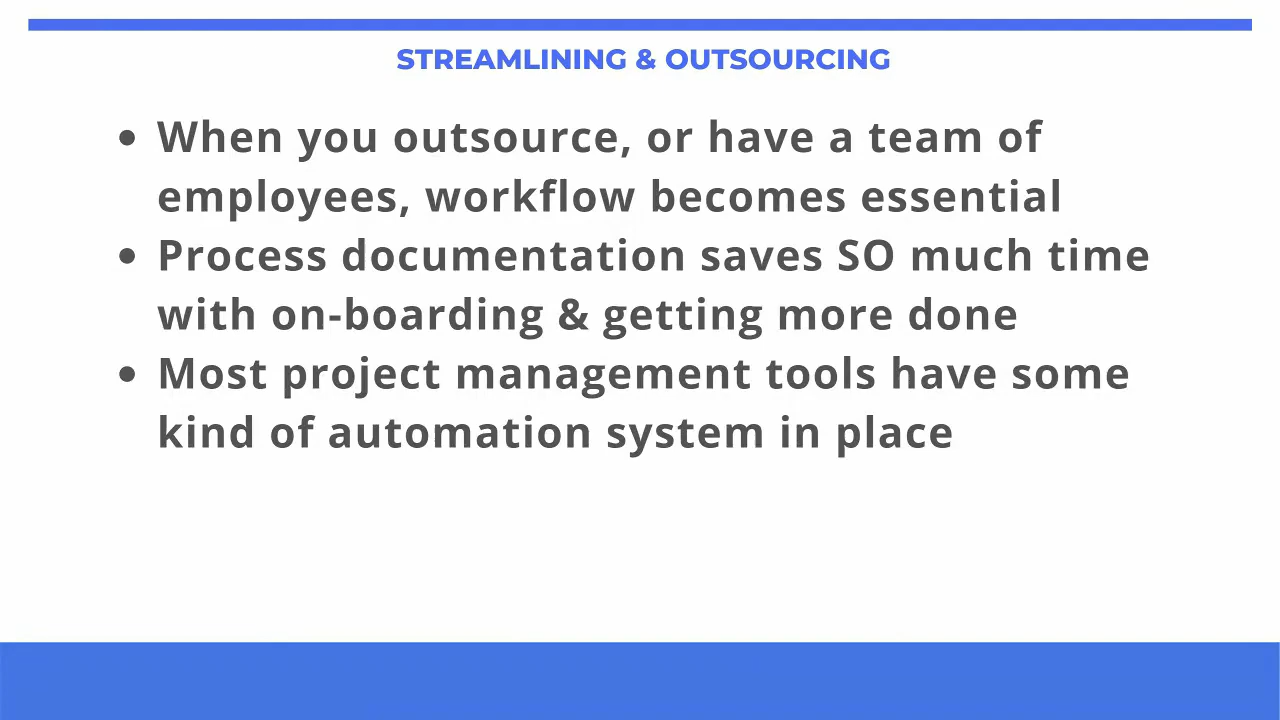 STREAMLINING & OUTSOURCING
• When you outsource, or have a team of
employees, workflow becomes essential
• Process documentation saves SO much time
with on-boarding & getting more done
• Most project management tools have some
kind of automation system in place